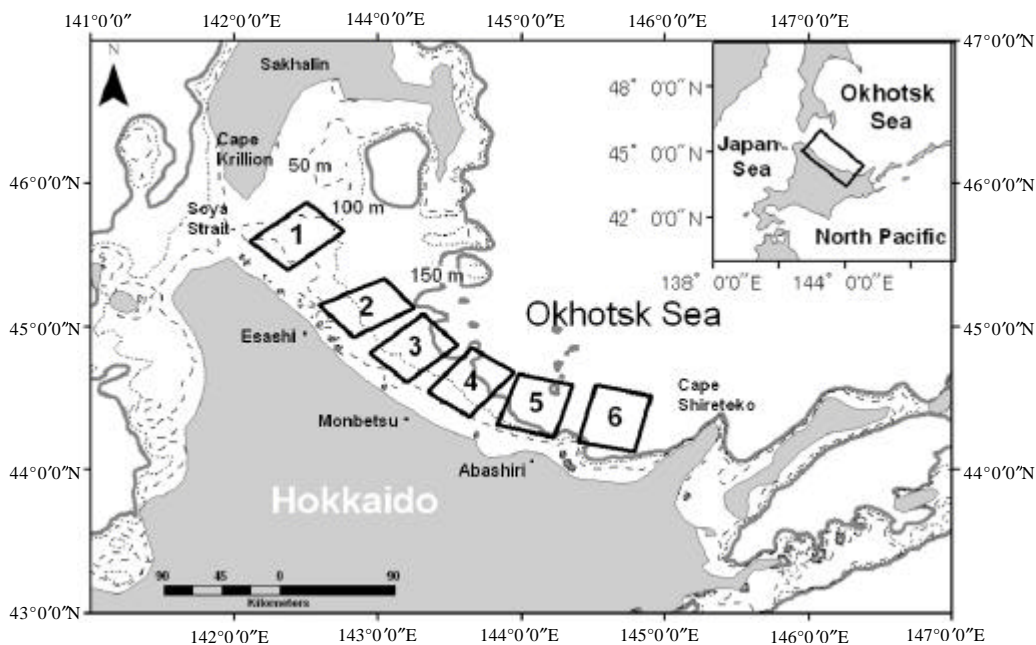 142°0′0″E 144°0′0″E 146°0′0″E
141°0′0″E 143°0′0″E 145°0′0″E 147°0′0″E
47°0′0″N
N
Sakhalin
48° 0′0″N
Okhotsk
Sea
Cape
Krillion
Japan
Sea
45° 0′0″N
50 m
46°0′0″N
46°0′0″N
100 m
Soya
Strait
42° 0′0″N
North Pacific
1
150 m
138° 0′0″E 144° 0′0″E
2
Okhotsk Sea
45°0′0″N
45°0′0″N
Esashi
3
4
Cape
Shireteko
5
6
Monbetsu
Abashiri
44°0′0″N
44°0′0″N
Hokkaido
90 45 0 90
Kilometers
43°0′0″N
142°0′0″E 143°0′0″E 144°0′0″E 145°0′0″E 146°0′0″E 147°0′0″E